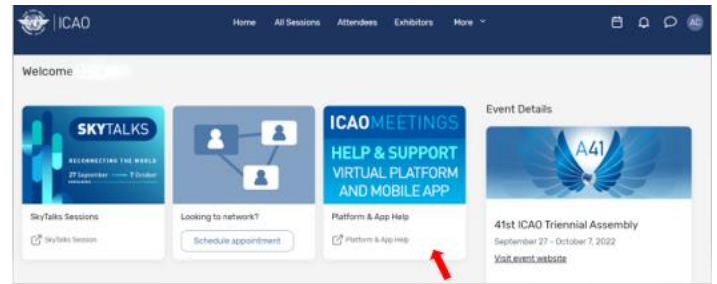 ICAO
Home All Sessions Attendees Exhibitors More
AC
Welcome
SKYTALKS
RECONNECTING THE WORLD
27 September 7 October
SkyTalks Sessions
SkyTalks Session
Looking to network?
Schedule appointment
ICAOMEETINGS
HELP & SUPPORT
VIRTUAL PLATFORM
AND MOBILE APP
Platform & App Help
Platform & App Help
Event Details
A41
41st ICAO Triennial Assembly
September 27 - October 7, 2022
Visit event website